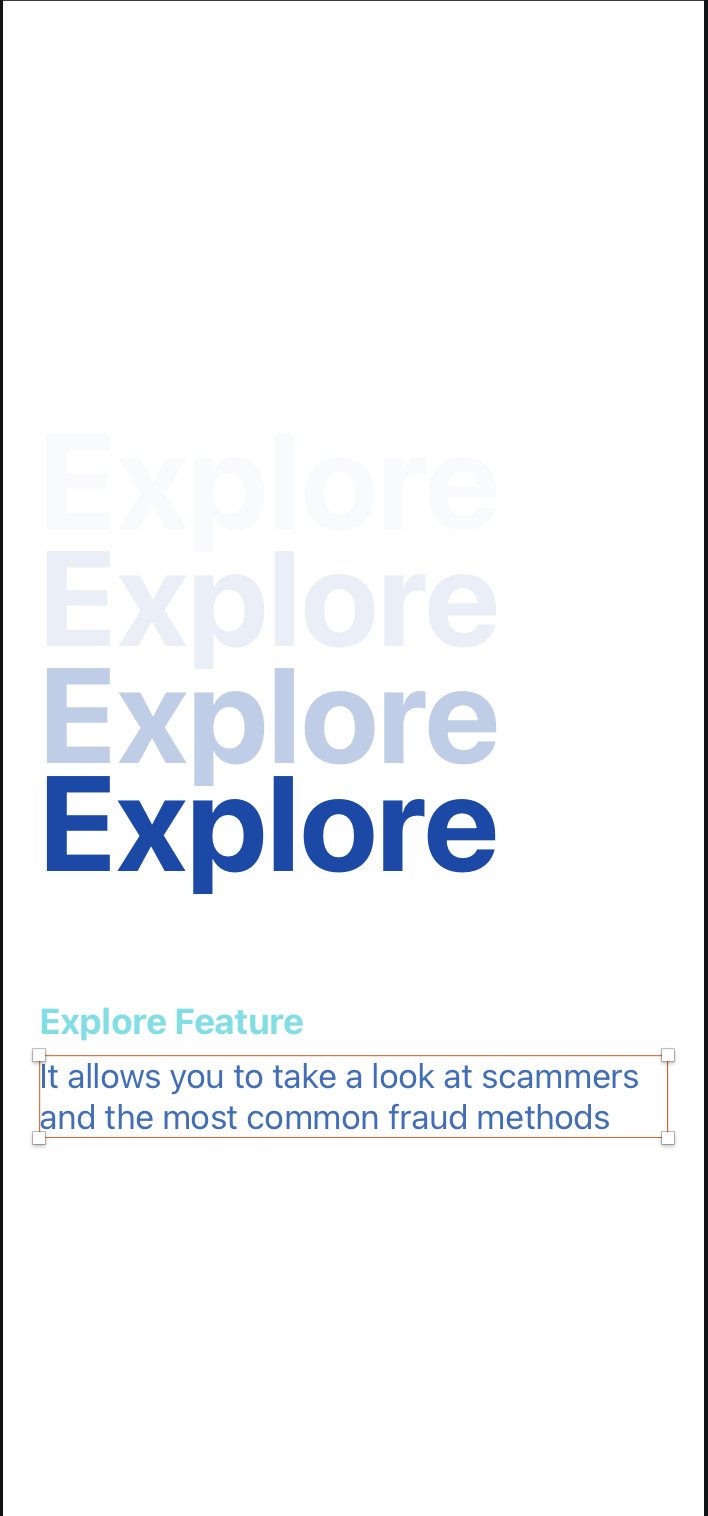 Explore
Explore
Explore
Explore
Explore Feature
It allows you to take a look at scammers
and the most common fraud methods